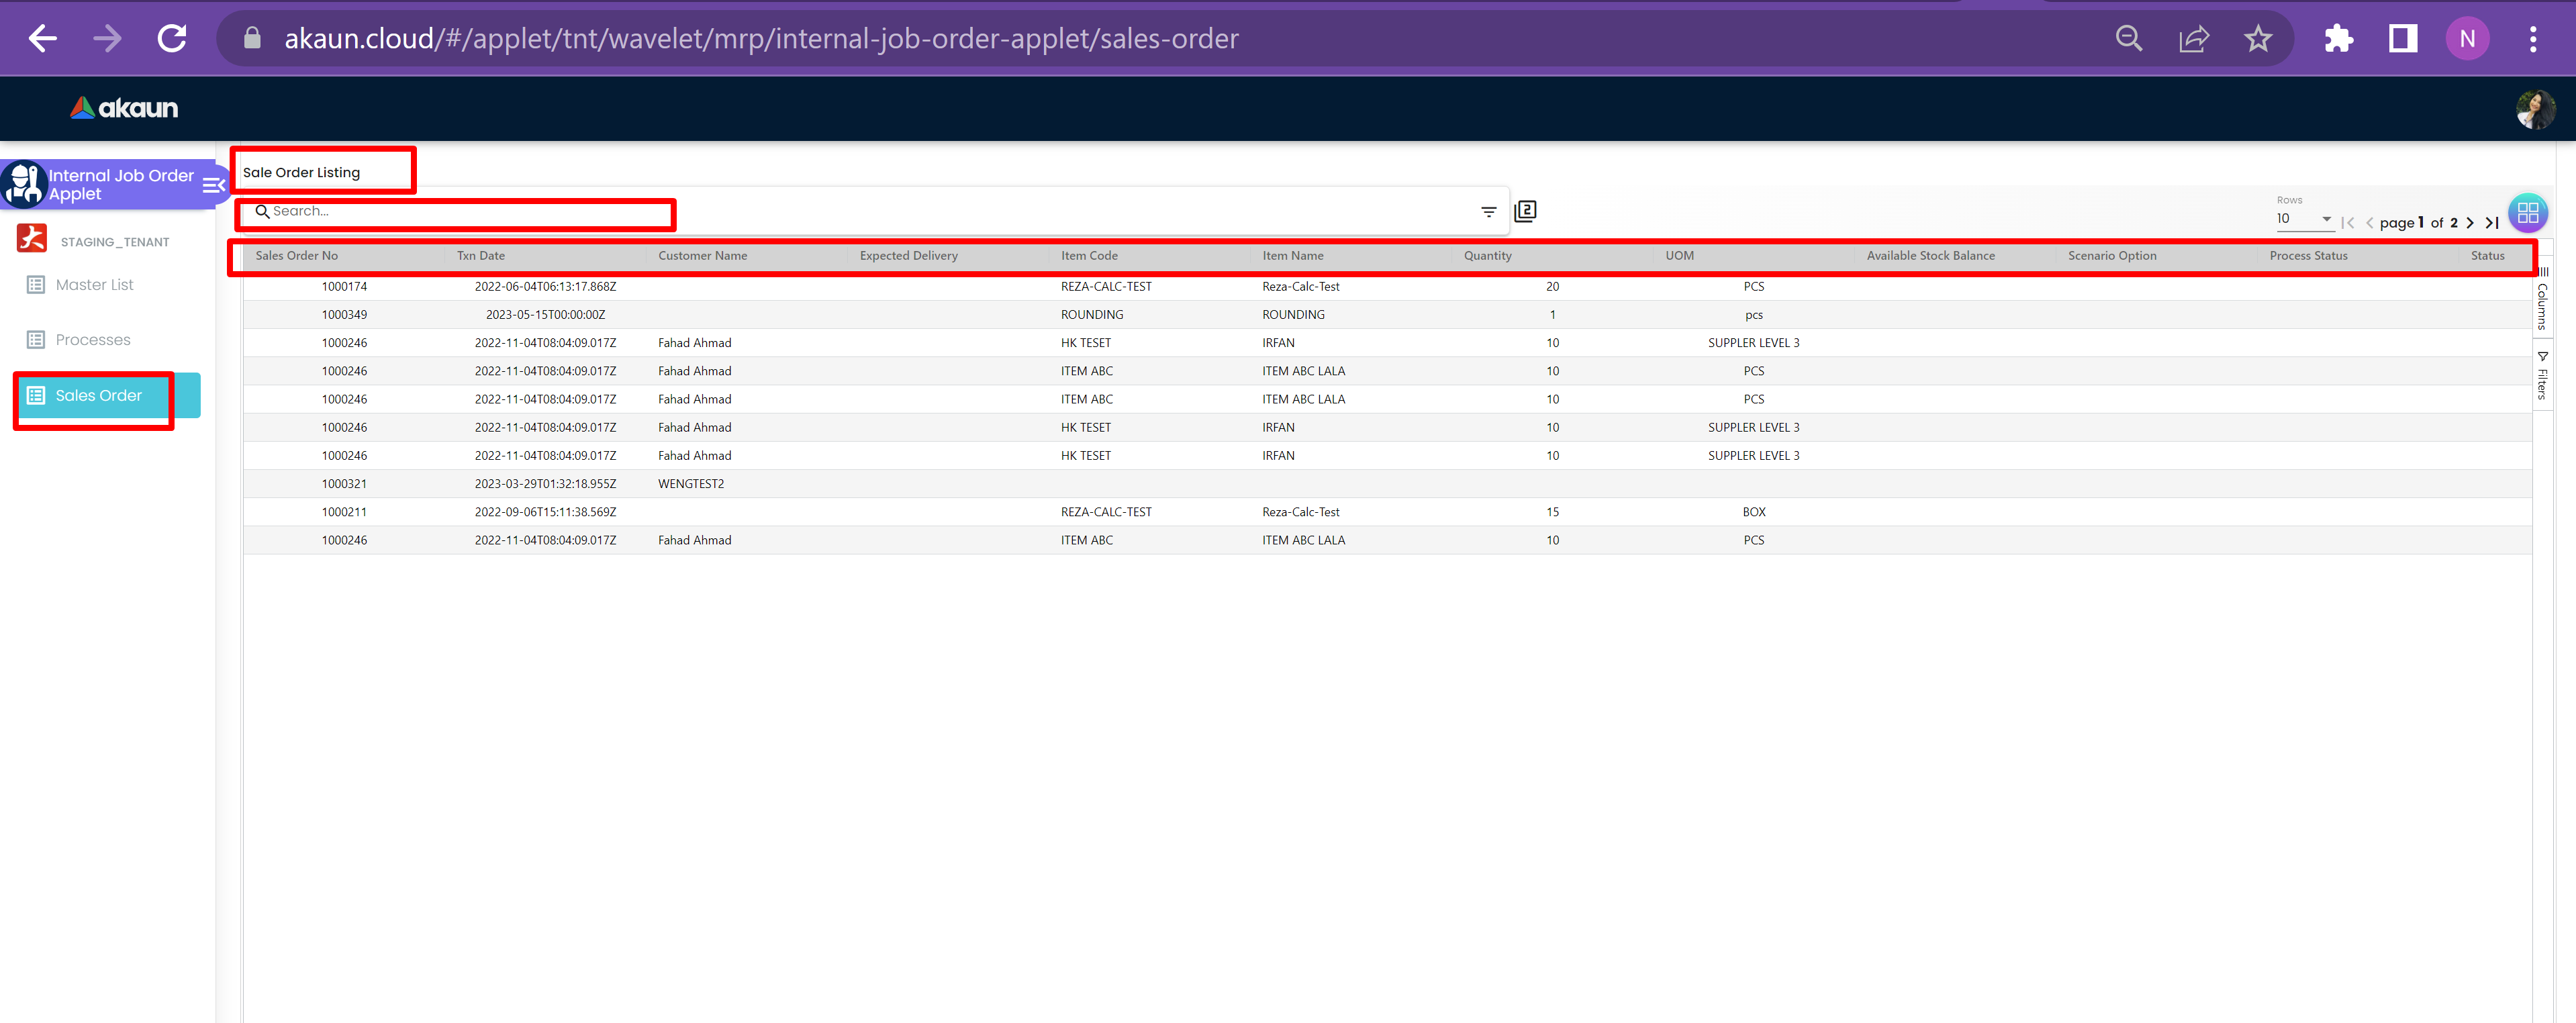 akaun.cloud/#/applet/tnt/wavelet/mrp/internal-job-order-applet/sales-order
N
akaun
Internal Job Order Applet
STAGING_TENANT
Master List
Processes
Sales Order
Sale Order Listing
Search...
2
Rows
10
page 1 of 2
Sales Order No Txn Date Customer Name Expected Delivery Item Code Item Name Quantity UOM Available Stock Balance Scenario Option Process Status Status
1000174 2022-06-04T06:13:17.868Z REZA-CALC-TEST Reza-Calc-Test 20 PCS
1000349 2023-05-15T00:00:00Z ROUNDING ROUNDING 1 pcs
1000246 2022-11-04T08:04:09.017Z Fahad Ahmad HK TESET IRFAN 10 SUPPLER LEVEL 3
1000246 2022-11-04T08:04:09.017Z Fahad Ahmad ITEM ABC ITEM ABC LALA 10 PCS
1000246 2022-11-04T08:04:09.017Z Fahad Ahmad ITEM ABC ITEM ABC LALA 10 PCS
1000246 2022-11-04T08:04:09.017Z Fahad Ahmad HK TESET IRFAN 10 SUPPLER LEVEL 3
1000246 2022-11-04T08:04:09.017Z Fahad Ahmad HK TESET IRFAN 10 SUPPLER LEVEL 3
1000321 2023-03-29T01:32:18.955Z WENGTEST2
1000211 2022-09-06T15:11:38.569Z REZA-CALC-TEST Reza-Calc-Test 15 BOX
1000246 2022-11-04T08:04:09.017Z Fahad Ahmad ITEM ABC ITEM ABC LALA 10 PCS
Columns
Filters